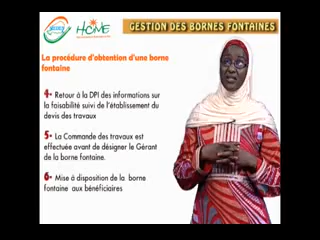 HOME
GESTION DES BORNES FONTAINES
La procédure d'obtention d'une borne
fontaine
4- Retour à la DPI des informations sur
la faisabilité suivi de l'établissement du
devis des travaux
5- La Commande des travaux est
effectuée avant de désigner le Gérant
de la borne fontaine.
6- Mise à disposition de la borne
fontaine aux bénéficiaires